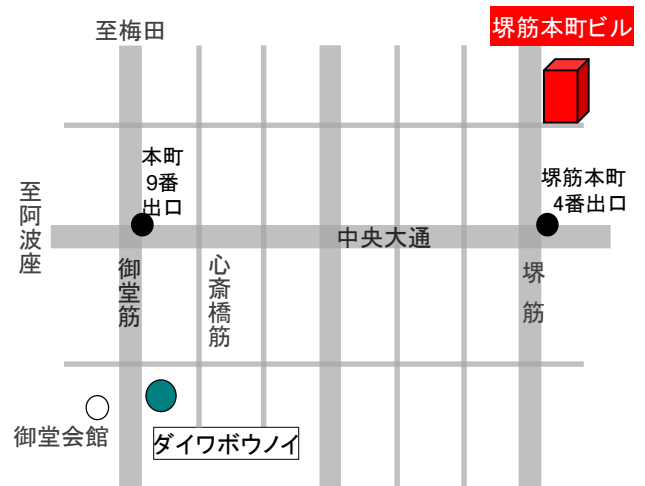 至梅田
堺筋本町ビル
本町
9番
出口
堺筋本町
4番出口
至阿波座
中央大通
御堂筋
心斎橋筋
堺筋
御堂会館
ダイワボウノイ